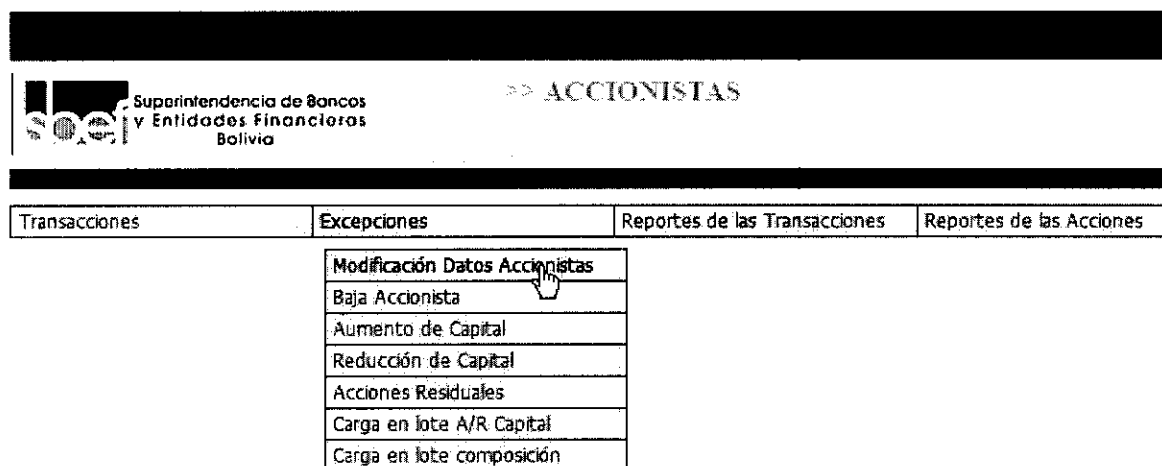 sbef
Superintendencia de Bancos
y Entidades Financieras
Bolivia
>> ACCIONISTAS
Transacciones
Excepciones
Reportes de las Transacciones
Reportes de las Acciones
Modificación Datos Accionistas
Baja Accionista
Aumento de Capital
Reducción de Capital
Acciones Residuales
Carga en lote A/R Capital
Carga en lote composición